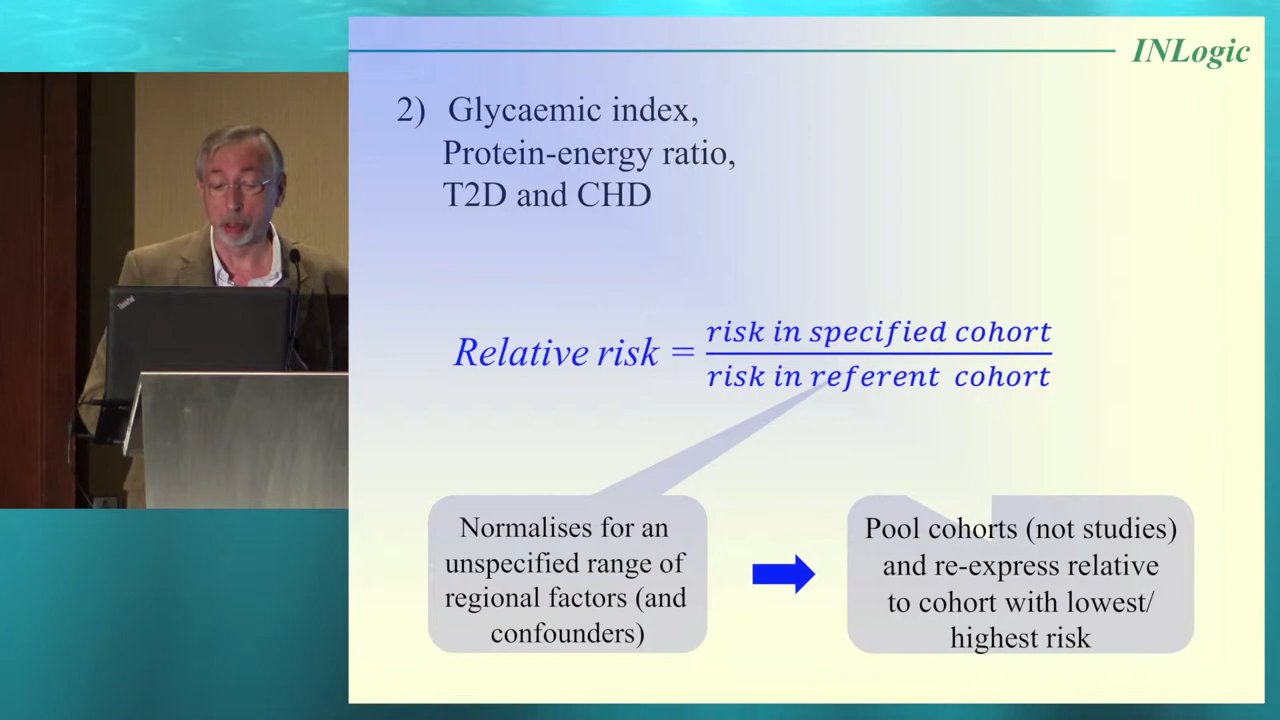 INLogic
2) Glycaemic index,
Protein-energy ratio,
T2D and CHD
Relative risk = risk in specified cohort / risk in referent cohort
Normalises for an
unspecified range of
regional factors (and
confounders)
Pool cohorts (not studies)
and re-express relative
to cohort with lowest/
highest risk
ThinkPad